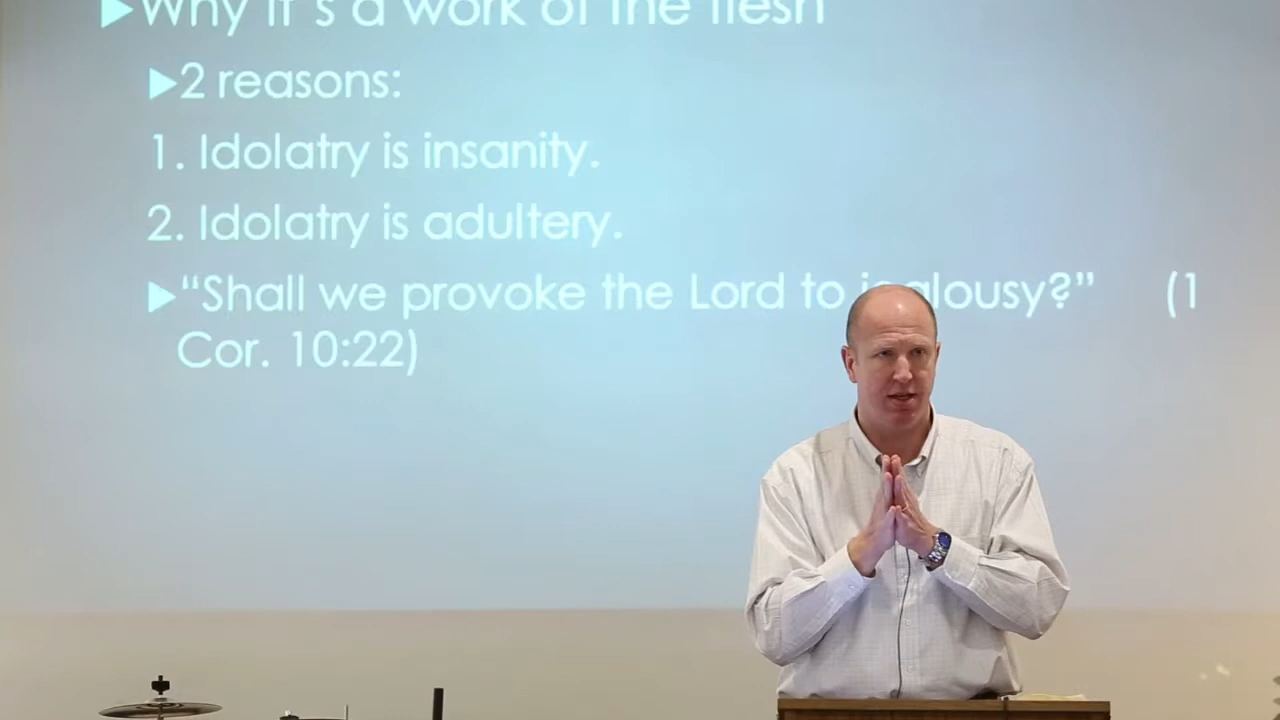 ▶Why it's a work of the flesh
▶2 reasons:
1. Idolatry is insanity.
2. Idolatry is adultery.
▶“Shall we provoke the Lord to jealousy?” (1
Cor. 10:22)